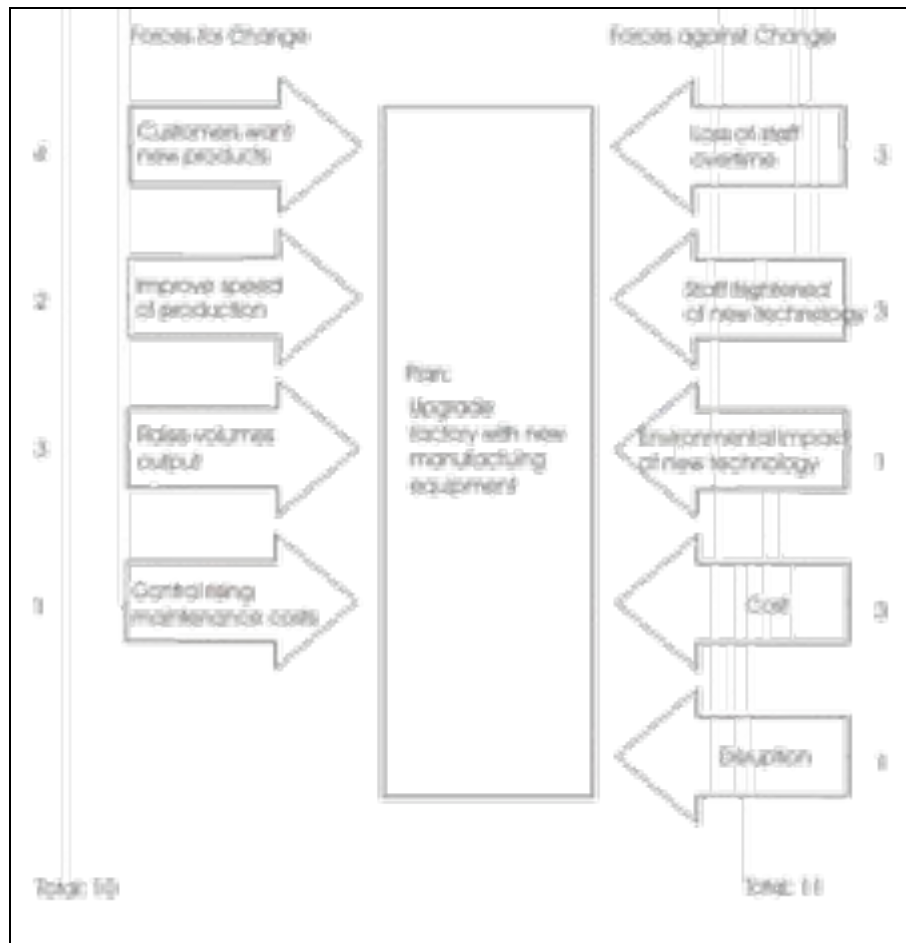 Forces for Change
Forces against Change
4
Customers want
new products
Loss of staff
overtime
3
2
Improve speed
of production
Staff frightened
of new technology
3
Plan:
Upgrade
factory with new
manufactuing
equipment
3
Raise volumes
output
Environmental impact
of new technology
1
1
Control rising
maintenance costs
Cost
3
Disruption
1
Total: 10
Total: 11